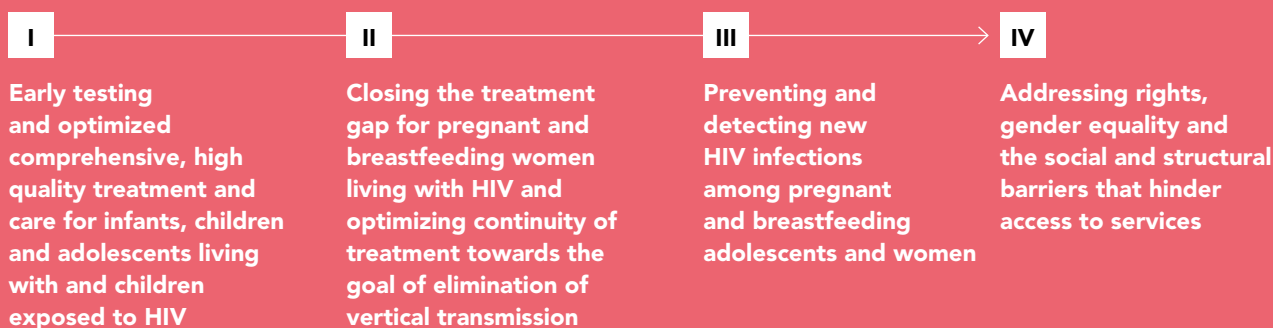 I
Early testing
and optimized
comprehensive, high
quality treatment and
care for infants, children
and adolescents living
with and children
exposed to HIV
II
Closing the treatment
gap for pregnant and
breastfeeding women
living with HIV and
optimizing continuity of
treatment towards the
goal of elimination of
vertical transmission
III
Preventing and
detecting new
HIV infections
among pregnant
and breastfeeding
adolescents and women
IV
Addressing rights,
gender equality and
the social and structural
barriers that hinder
access to services